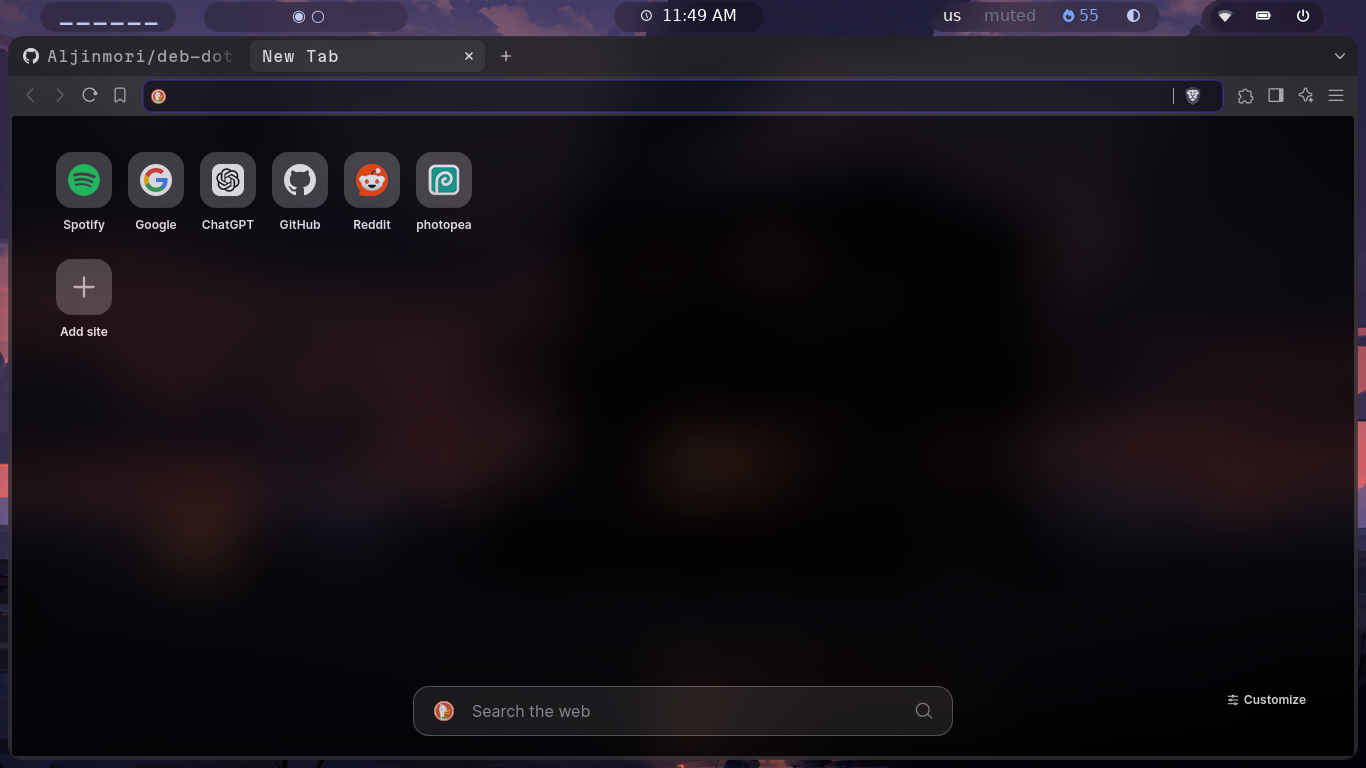 11:49 AM
us
muted
55
Aljinmori/deb-dot
New Tab
Spotify
Google
ChatGPT
GitHub
Reddit
photopea
Add site
Search the web
Customize